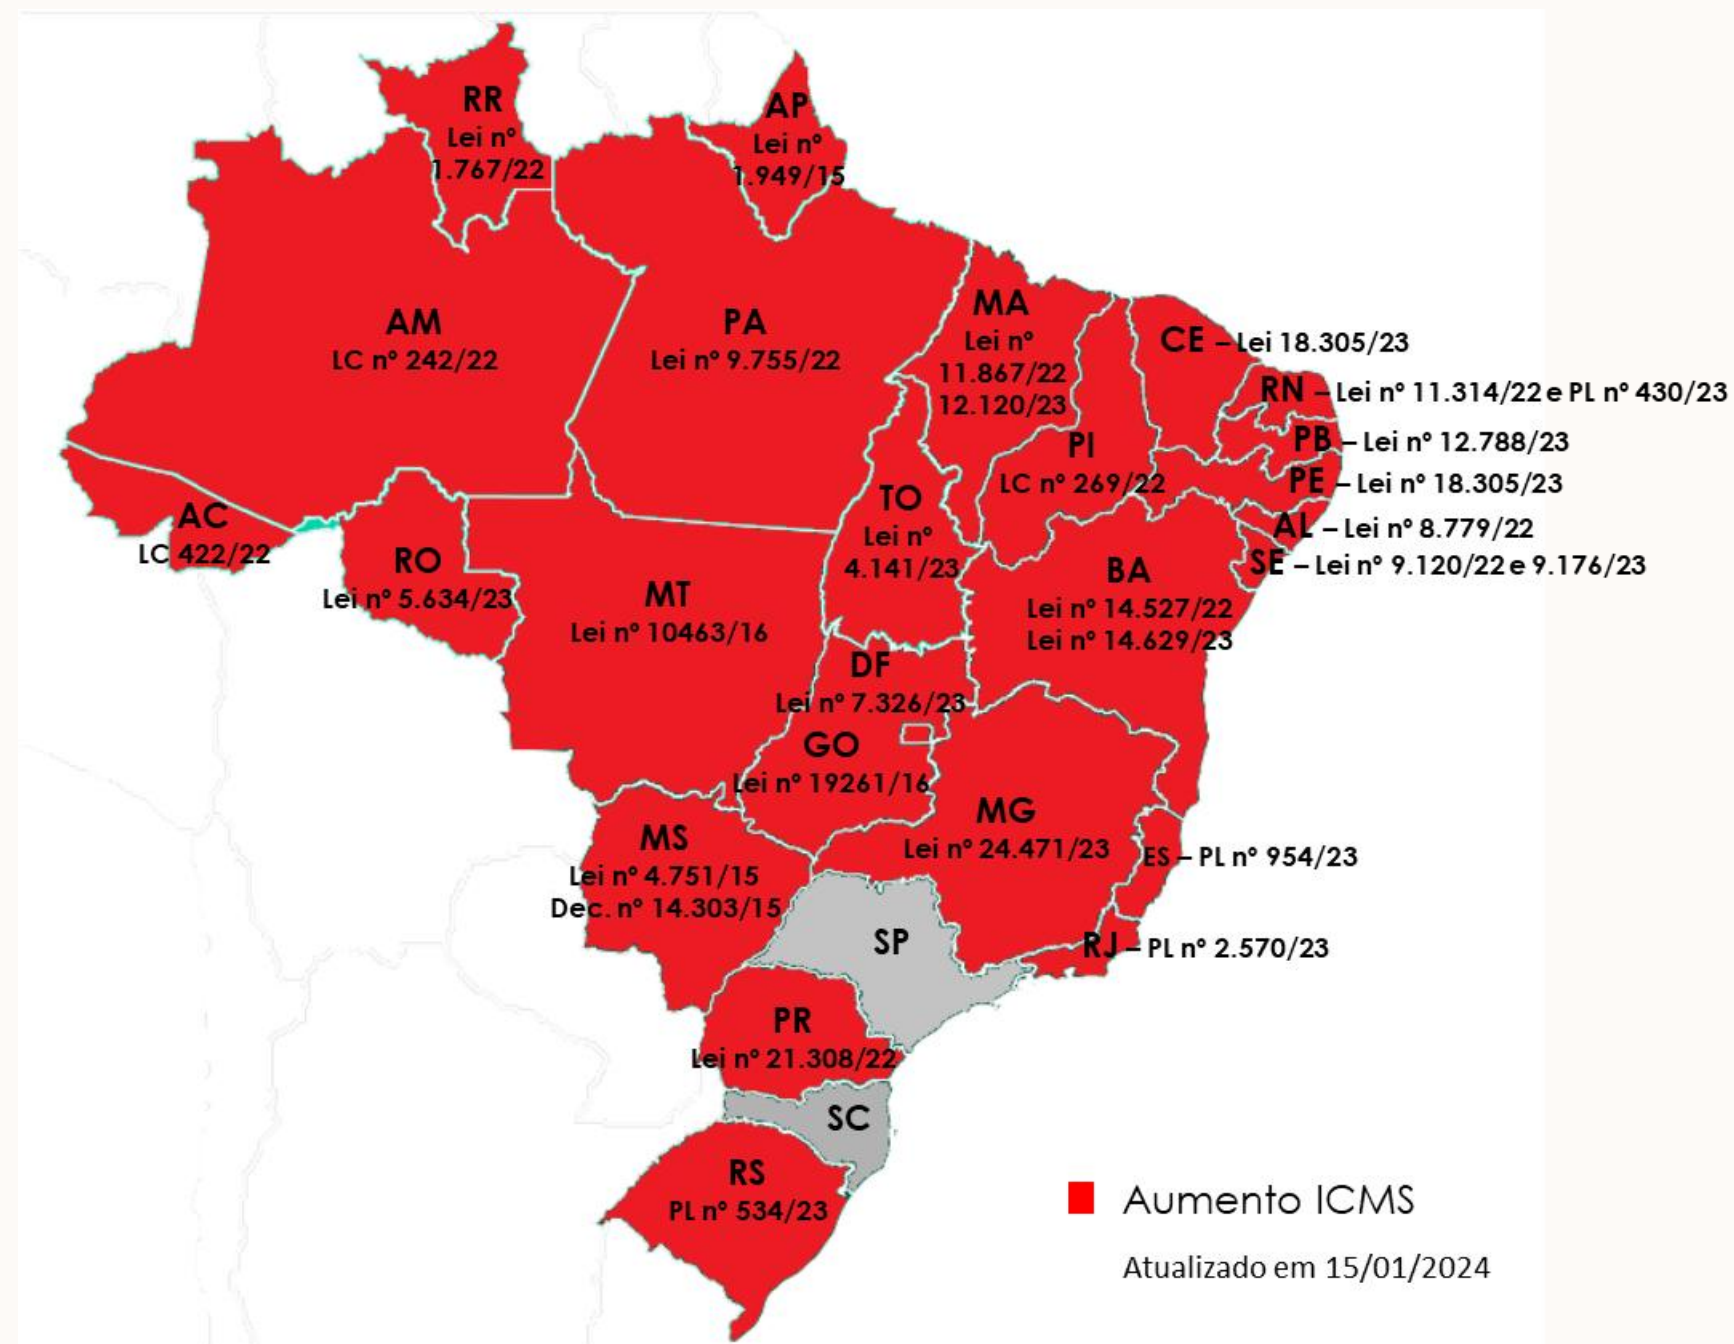 RR
Lei nº
1.767/22
AP
Lei nº
1.949/15
AM
LC nº 242/22
PA
Lei nº 9.755/22
MA
Lei nº
11.867/22
12.120/23
CE – Lei 18.305/23
RN – Lei nº 11.314/22 e PL nº 430/23
PB – Lei nº 12.788/23
PI
LC nº 269/22
PE – Lei nº 18.305/23
AL – Lei nº 8.779/22
SE – Lei nº 9.120/22 e 9.176/23
TO
Lei nº
4.141/23
AC
LC 422/22
RO
Lei nº 5.634/23
MT
Lei nº 10463/16
BA
Lei nº 14.527/22
Lei nº 14.629/23
DF
Lei nº 7.326/23
GO
Lei nº 19261/16
MG
Lei nº 24.471/23
ES – PL nº 954/23
MS
Lei nº 4.751/15
Dec. nº 14.303/15
SP
RJ – PL nº 2.570/23
PR
Lei nº 21.308/22
SC
RS
PL nº 534/23
Aumento ICMS
Atualizado em 15/01/2024